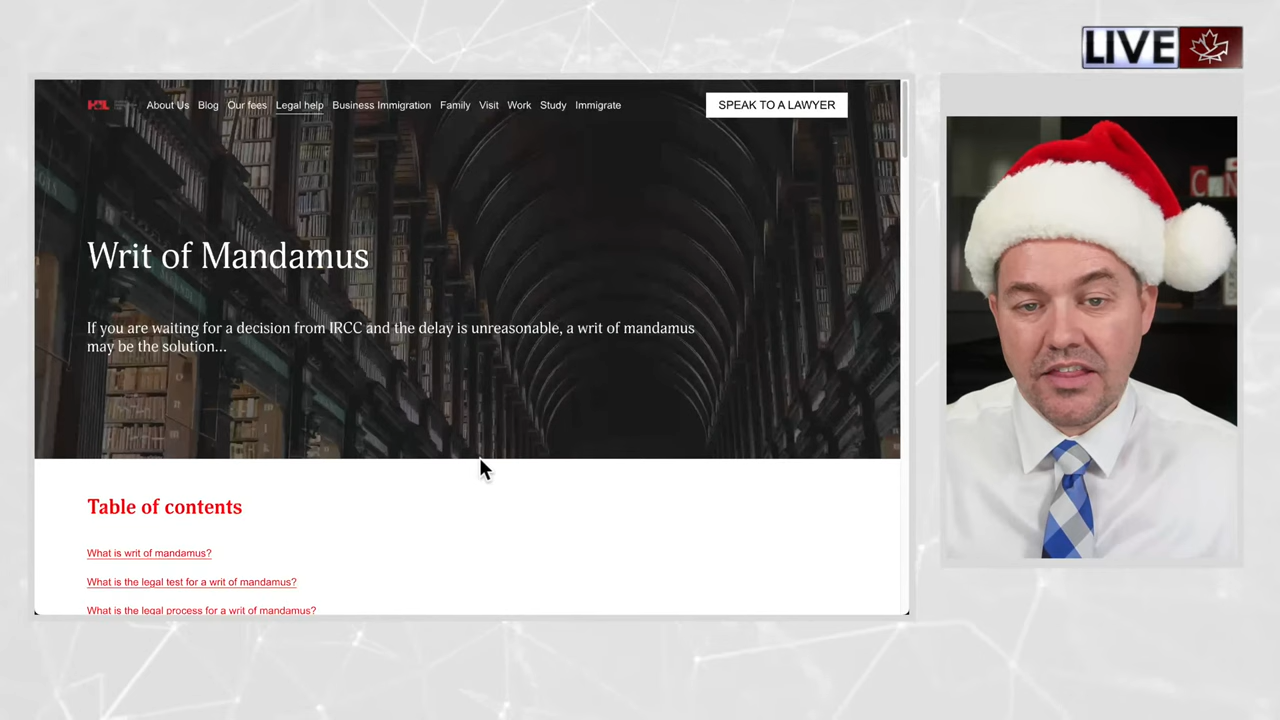 LIVE
About Us Blog Our fees Legal help Business Immigration Family Visit Work Study Immigrate
SPEAK TO A LAWYER
Writ of Mandamus
If you are waiting for a decision from IRCC and the delay is unreasonable, a writ of mandamus
may be the solution...
Table of contents
What is writ of mandamus?
What is the legal test for a writ of mandamus?
What is the legal process for a writ of mandamus?